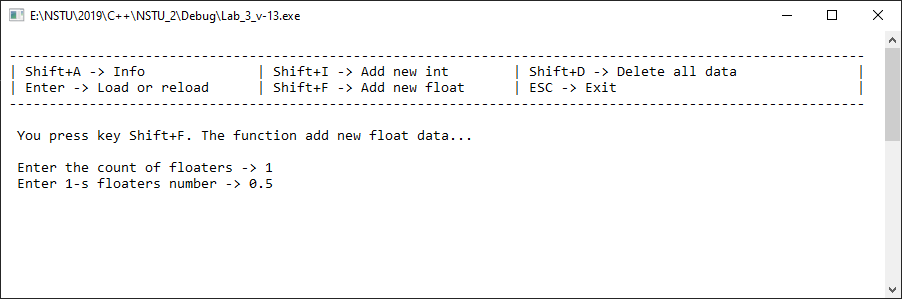 E:\NSTU\2019\C++\NSTU_2\Debug\Lab_3_v-13.exe
-----------------------------------------------------------------------------------------------------------
| Shift+A -> Info | Shift+I -> Add new int | Shift+D -> Delete all data |
| Enter -> Load or reload | Shift+F -> Add new float | ESC -> Exit |
-----------------------------------------------------------------------------------------------------------
You press key Shift+F. The function add new float data...
Enter the count of floaters -> 1
Enter 1-s floaters number -> 0.5